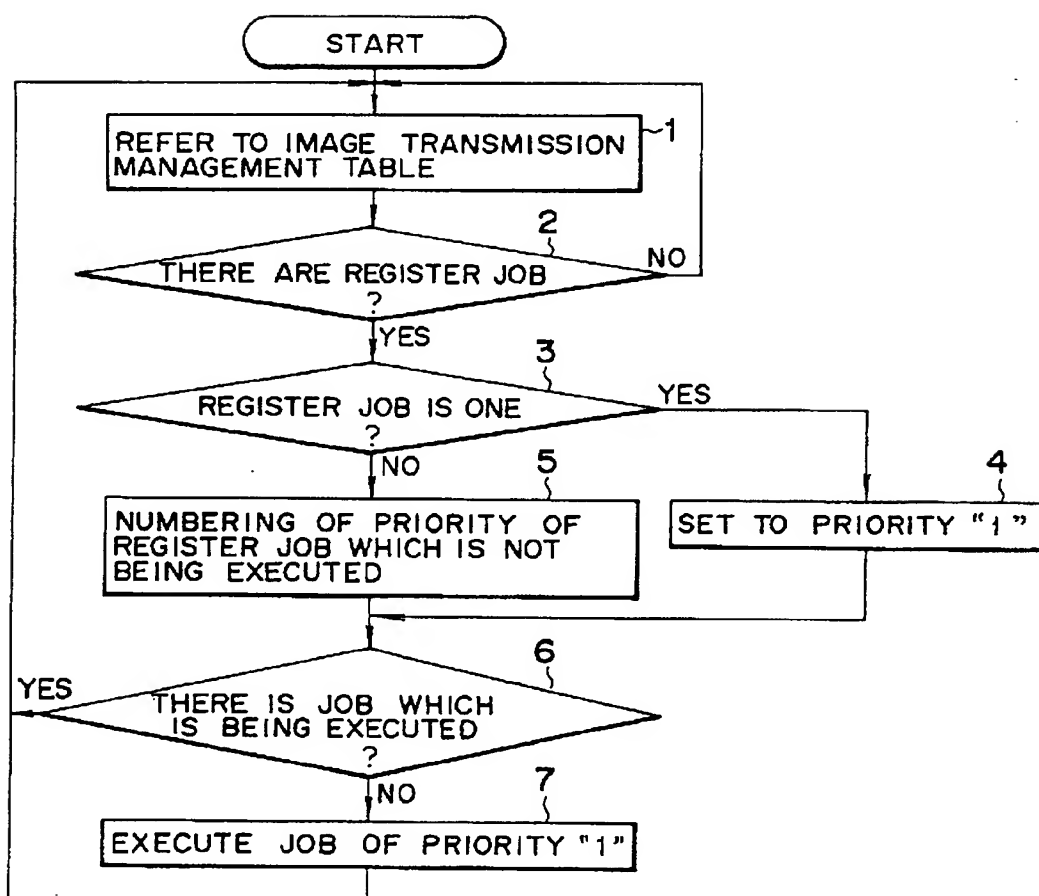 START
REFER TO IMAGE TRANSMISSION
MANAGEMENT TABLE
1
2
THERE ARE REGISTER JOB
?
NO
YES
3
REGISTER JOB IS ONE
?
YES
NO
5
NUMBERING OF PRIORITY OF
REGISTER JOB WHICH IS NOT
BEING EXECUTED
4
SET TO PRIORITY "1"
6
YES
THERE IS JOB WHICH
IS BEING EXECUTED
?
NO
7
EXECUTE JOB OF PRIORITY "1"